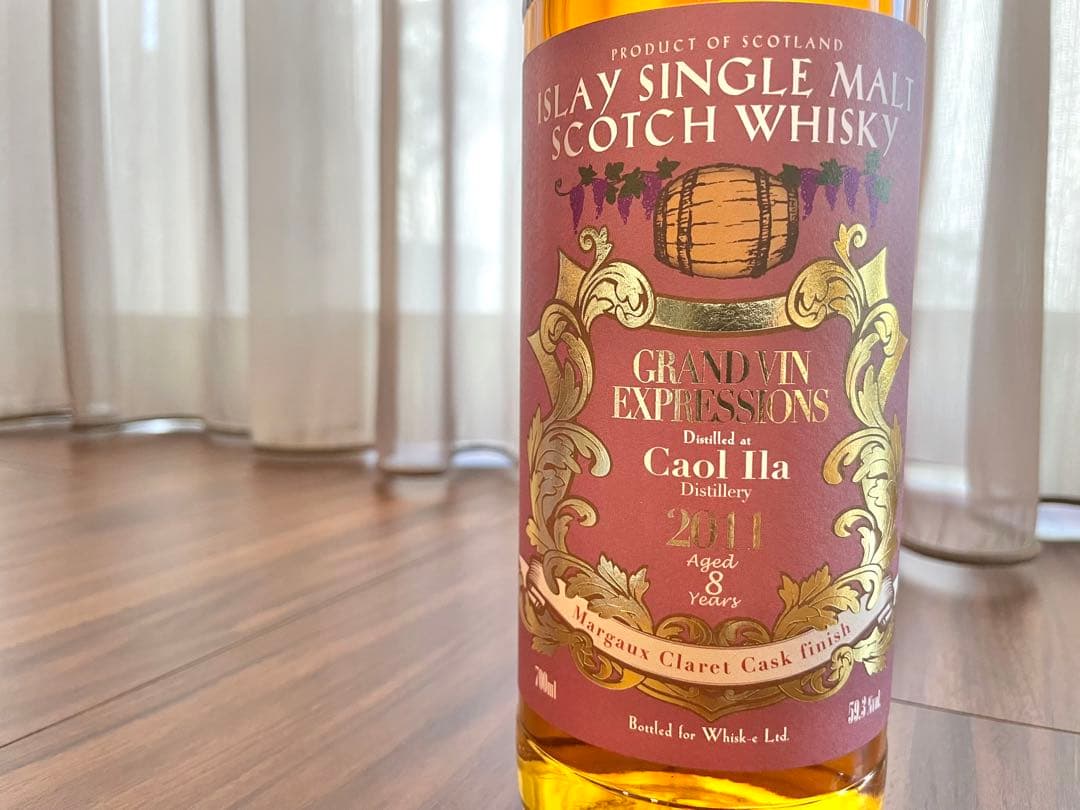 PRODUCT OF SCOTLAND
ISLAY SINGLE MALT
SCOTCH WHISKY
GRAND VIN
EXPRESSIONS
Distilled at
Caol Ila
Distillery
2011
Aged
8
Years
Margaux Claret Cask finish
700ml
59.3 %vol.
Bottled for Whisk-e Ltd.